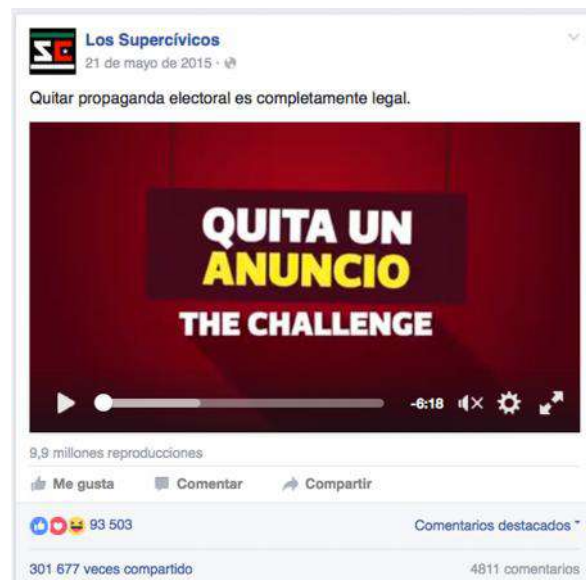 Los Supercívicos
21 de mayo de 2015 ·
Quitar propaganda electoral es completamente legal.
QUITA UN
ANUNCIO
THE CHALLENGE
-6:18
9,9 millones reproducciones
Me gusta Comentar Compartir
93 503 Comentarios destacados
301 677 veces compartido 4811 comentarios